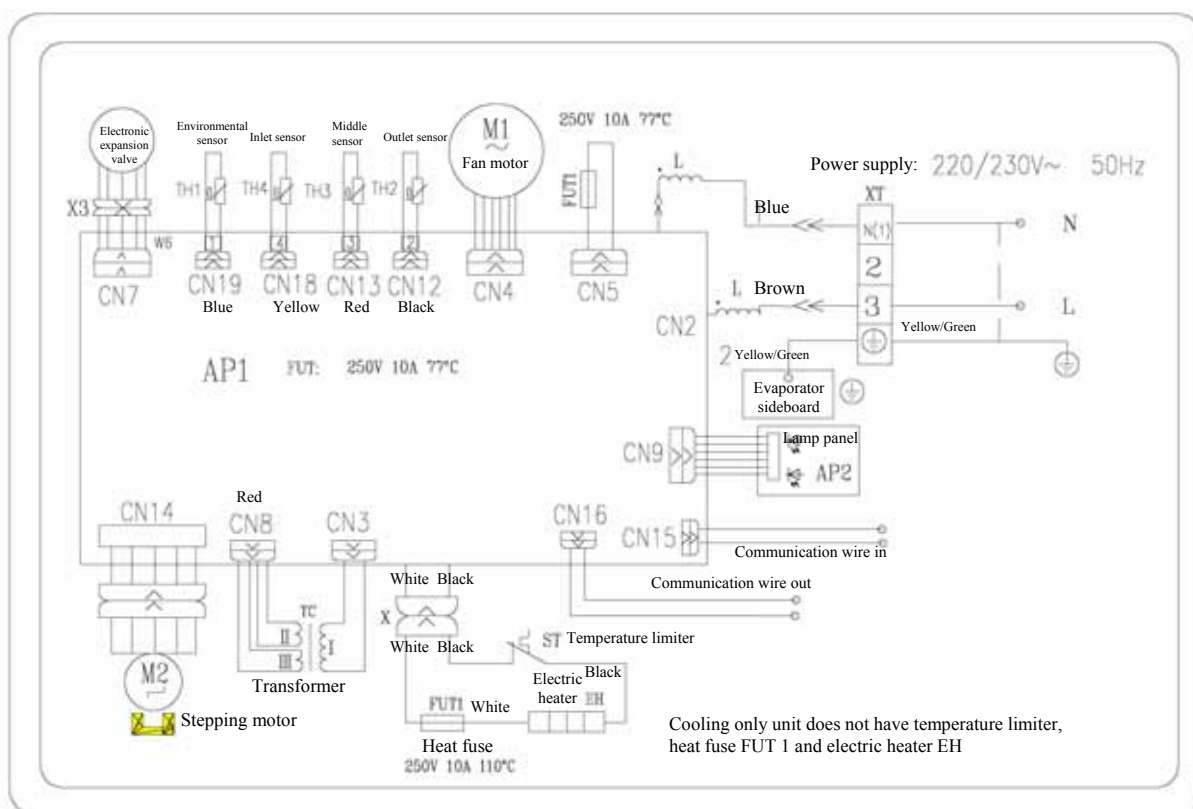 Electronic
expansion
valve
Environmental
sensor
Inlet sensor
Middle
sensor
Outlet sensor
M1
Fan motor
250V 10A 77°C
L
Power supply: 220/230V~ 50Hz
XT
TH1
TH4
TH3
TH2
FUT1
X3
Blue
N(1)
N
W6
1
4
3
2
2
CN7
CN19
CN18
CN13
CN12
CN4
CN5
L
Brown
3
L
Blue
Yellow
Red
Black
CN2
Yellow/Green
AP1
FUT: 250V 10A 77°C
2
Yellow/Green
Evaporator
sideboard
Lamp panel
CN9
AP2
Red
CN14
CN8
CN3
CN16
CN15
Communication wire in
White Black
Communication wire out
TC
X
II
I
III
White Black
ST
Temperature limiter
M2
Transformer
Electric
heater
Black
EH
FUT1
White
Stepping motor
Heat fuse
250V 10A 110°C
Cooling only unit does not have temperature limiter,
heat fuse FUT 1 and electric heater EH